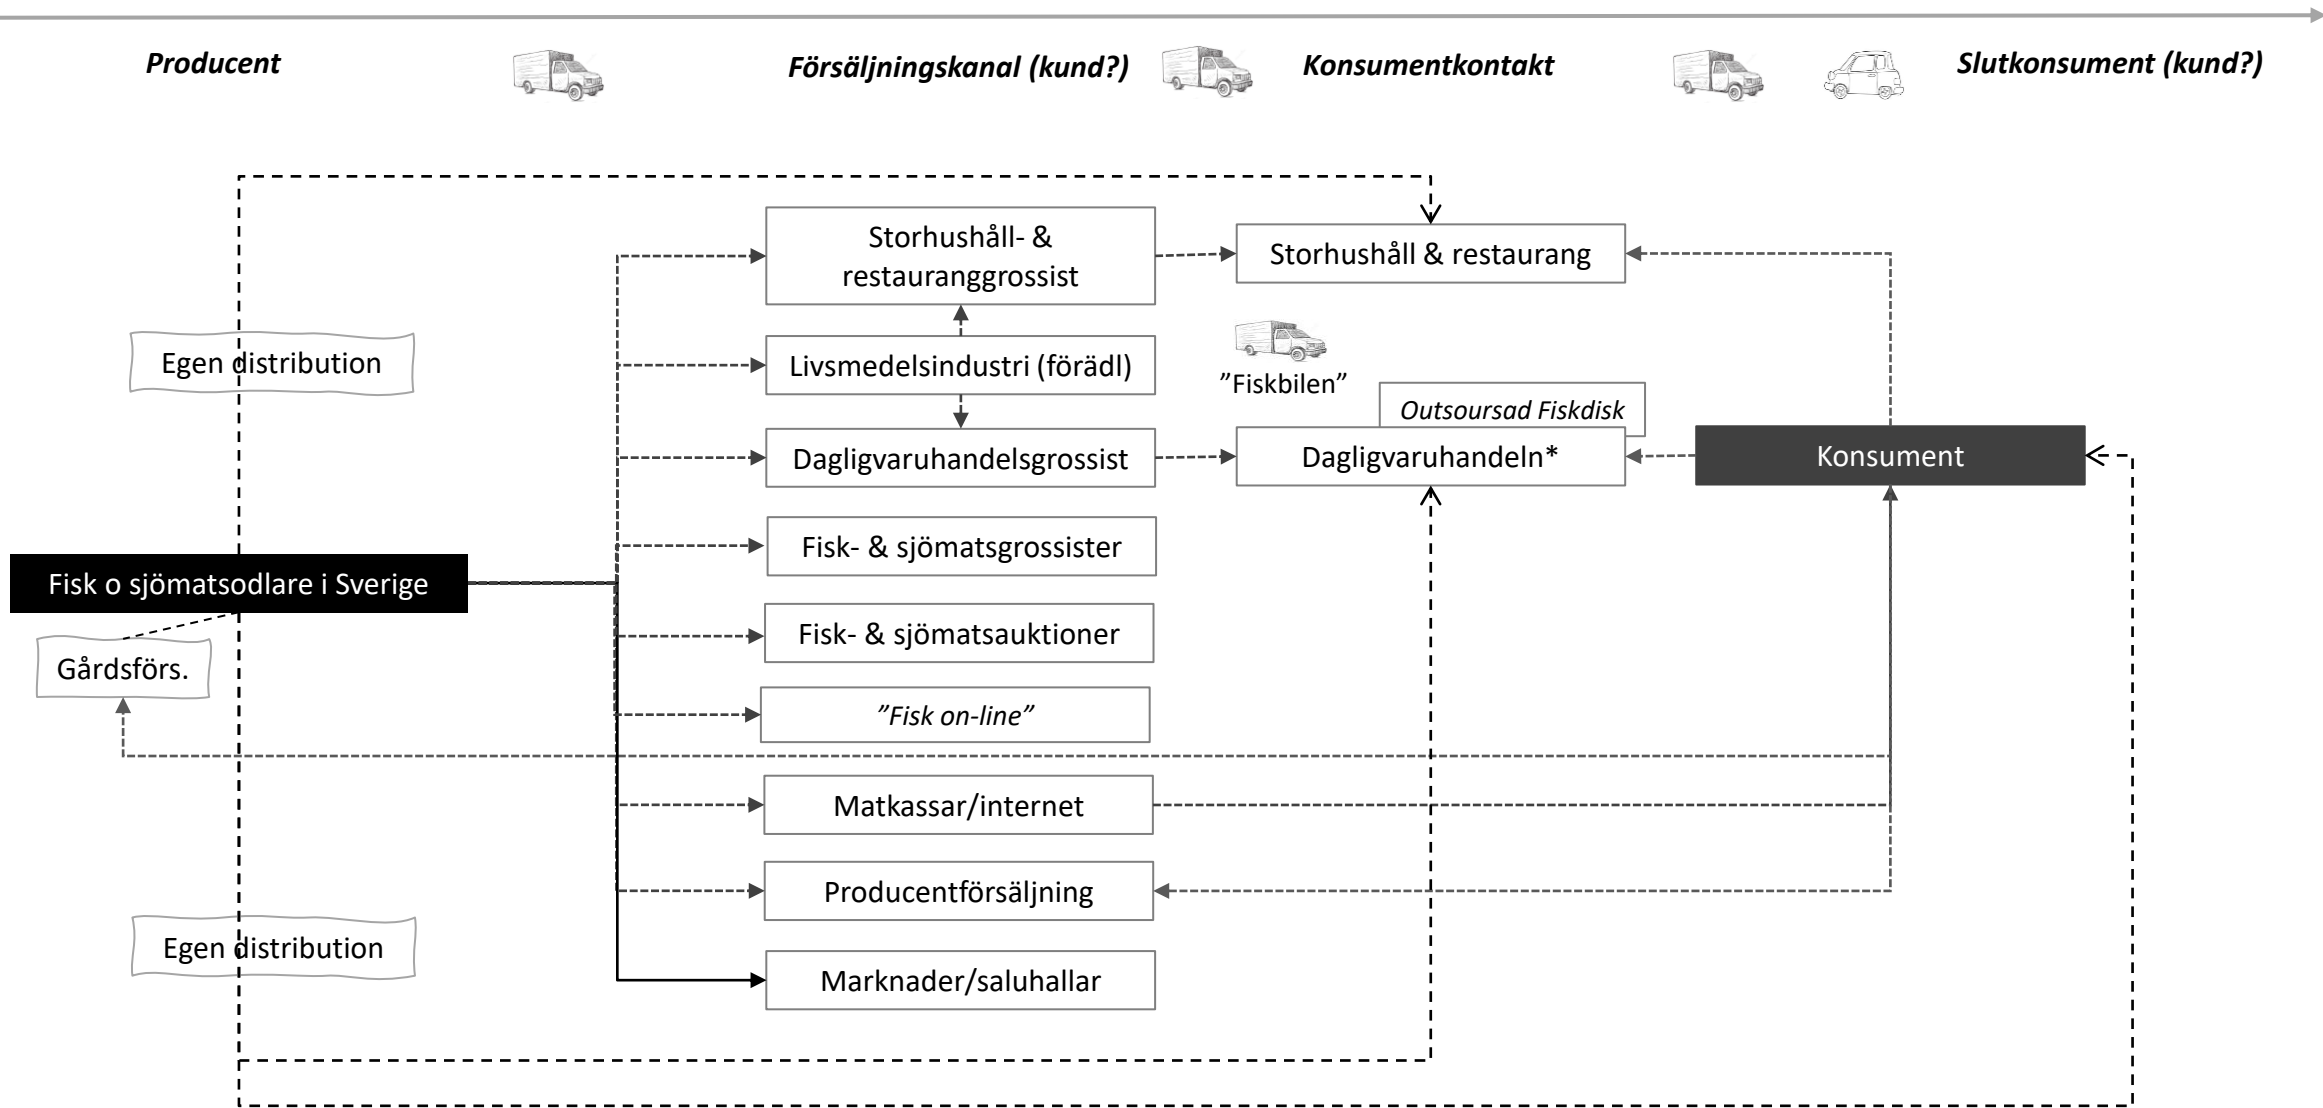 Producent
Försäljningskanal (kund?)
Konsumentkontakt
Slutkonsument (kund?)
Storhushåll- &
restauranggrossist
Storhushåll & restaurang
Egen distribution
Livsmedelsindustri (förädl)
”Fiskbilen”
Outsoursad Fiskdisk
Dagligvaruhandelsgrossist
Dagligvaruhandeln*
Konsument
Fisk- & sjömatsgrossister
Fisk o sjömatsodlare i Sverige
Fisk- & sjömatsauktioner
Gårdsförs.
”Fisk on-line”
Matkassar/internet
Producentförsäljning
Egen distribution
Marknader/saluhallar